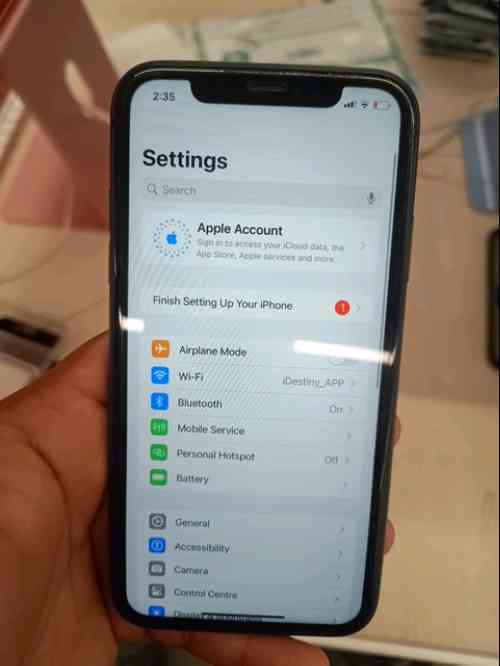 2:35
Settings
Search
Apple Account
Sign in to access your iCloud data, the
App Store, Apple services and more.
Finish Setting Up Your iPhone
1
Airplane Mode
Wi-Fi
iDestiny_APP
Bluetooth
On
Mobile Service
Personal Hotspot
Off
Battery
General
Accessibility
Camera
Control Centre
Display &